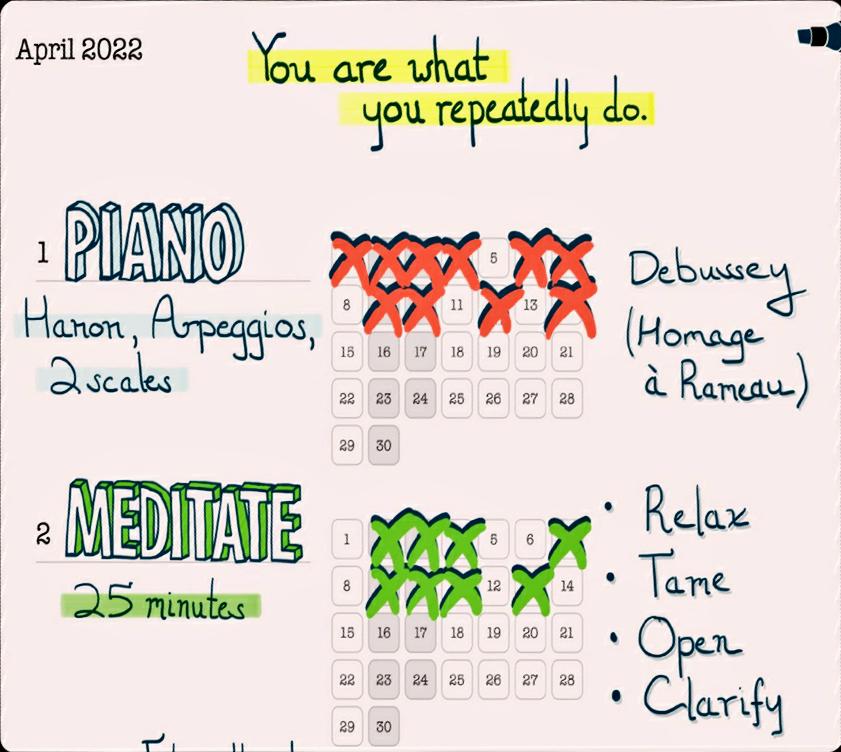 April 2022
You are what
you repeatedly do.
1 PIANO
Hanon, Arpeggios,
2 scales
5
8 11 13
15 16 17 18 19 20 21
22 23 24 25 26 27 28
29 30
Debussey
(Homage
à Rameau)
2 MEDITATE
25 minutes
1 5 6
8 12 14
15 16 17 18 19 20 21
22 23 24 25 26 27 28
29 30
• Relax
• Tame
• Open
• Clarify